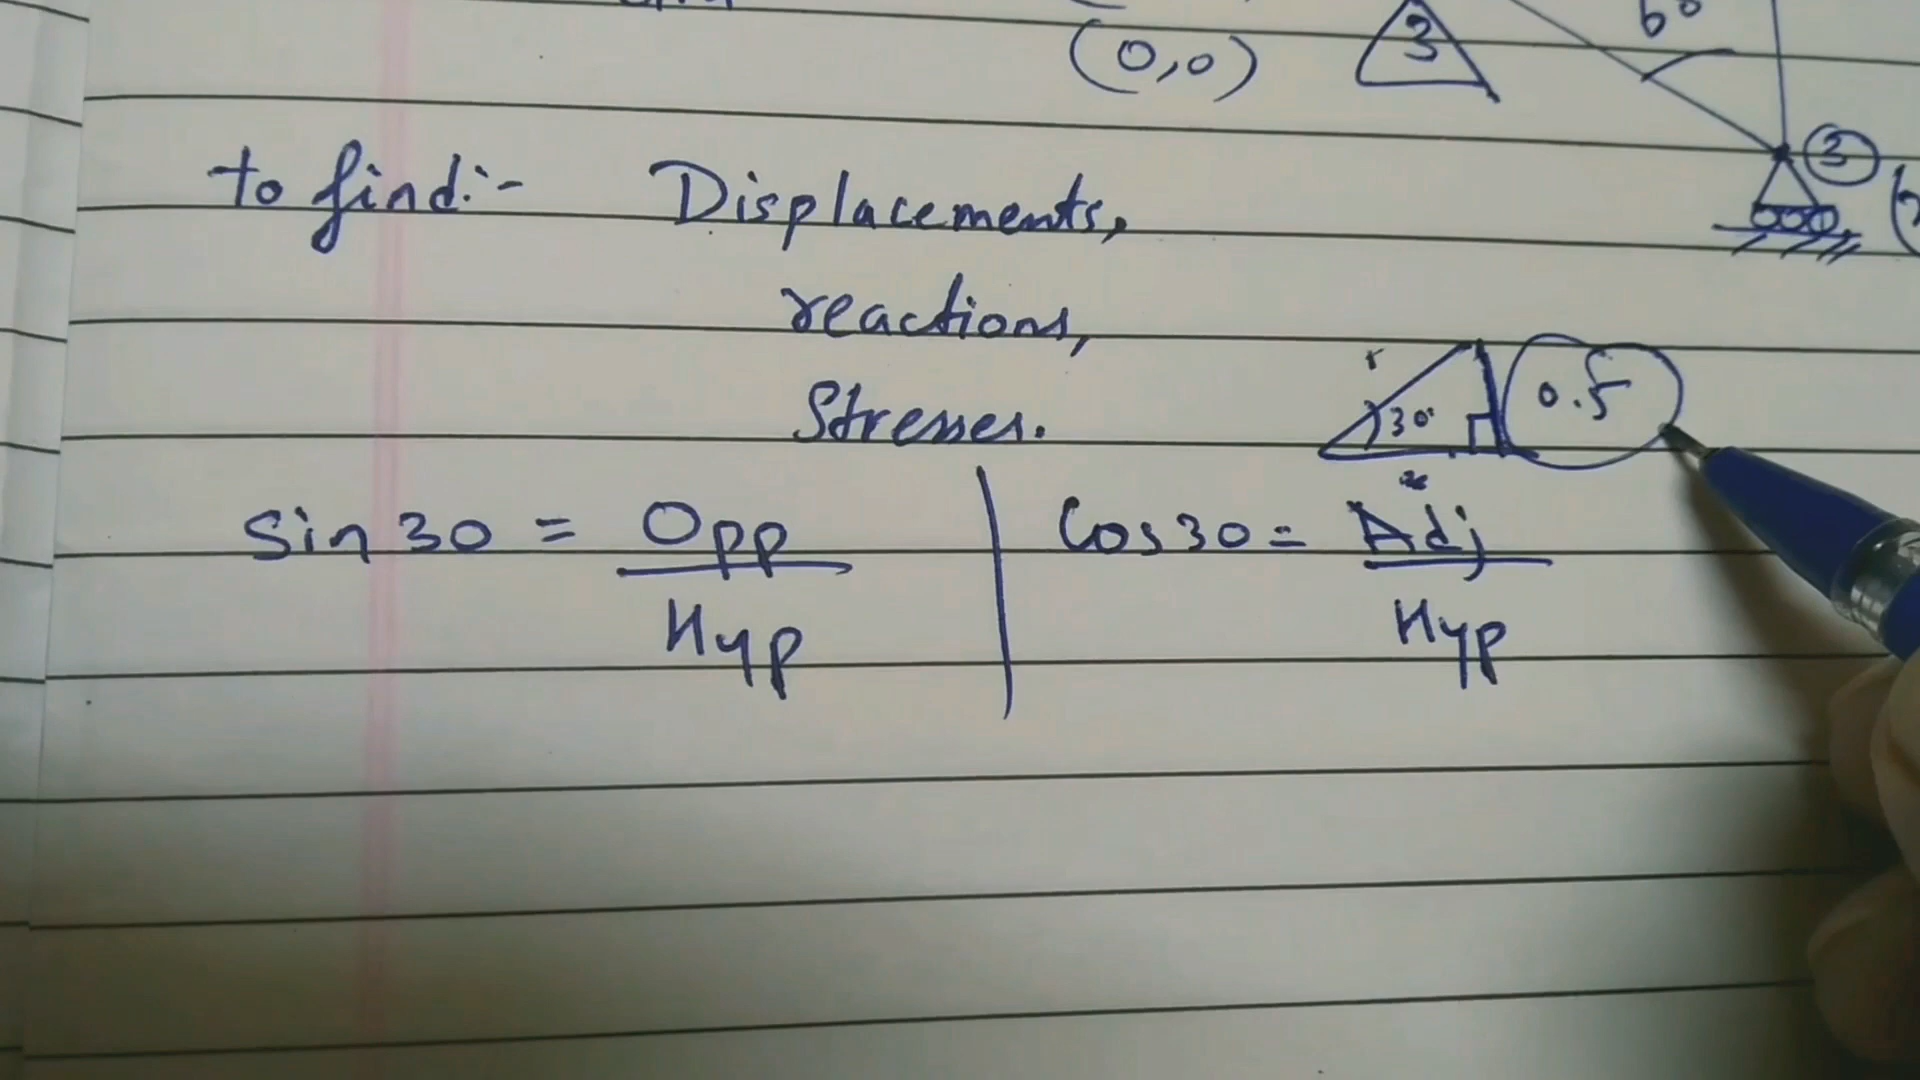 (0,0)
3
60
3
to find:- Displacements,
reactions,
Stresses.
r
30°
0.5
x
Sin 30 = Opp
Hyp
Cos 30 = Adj
Hyp